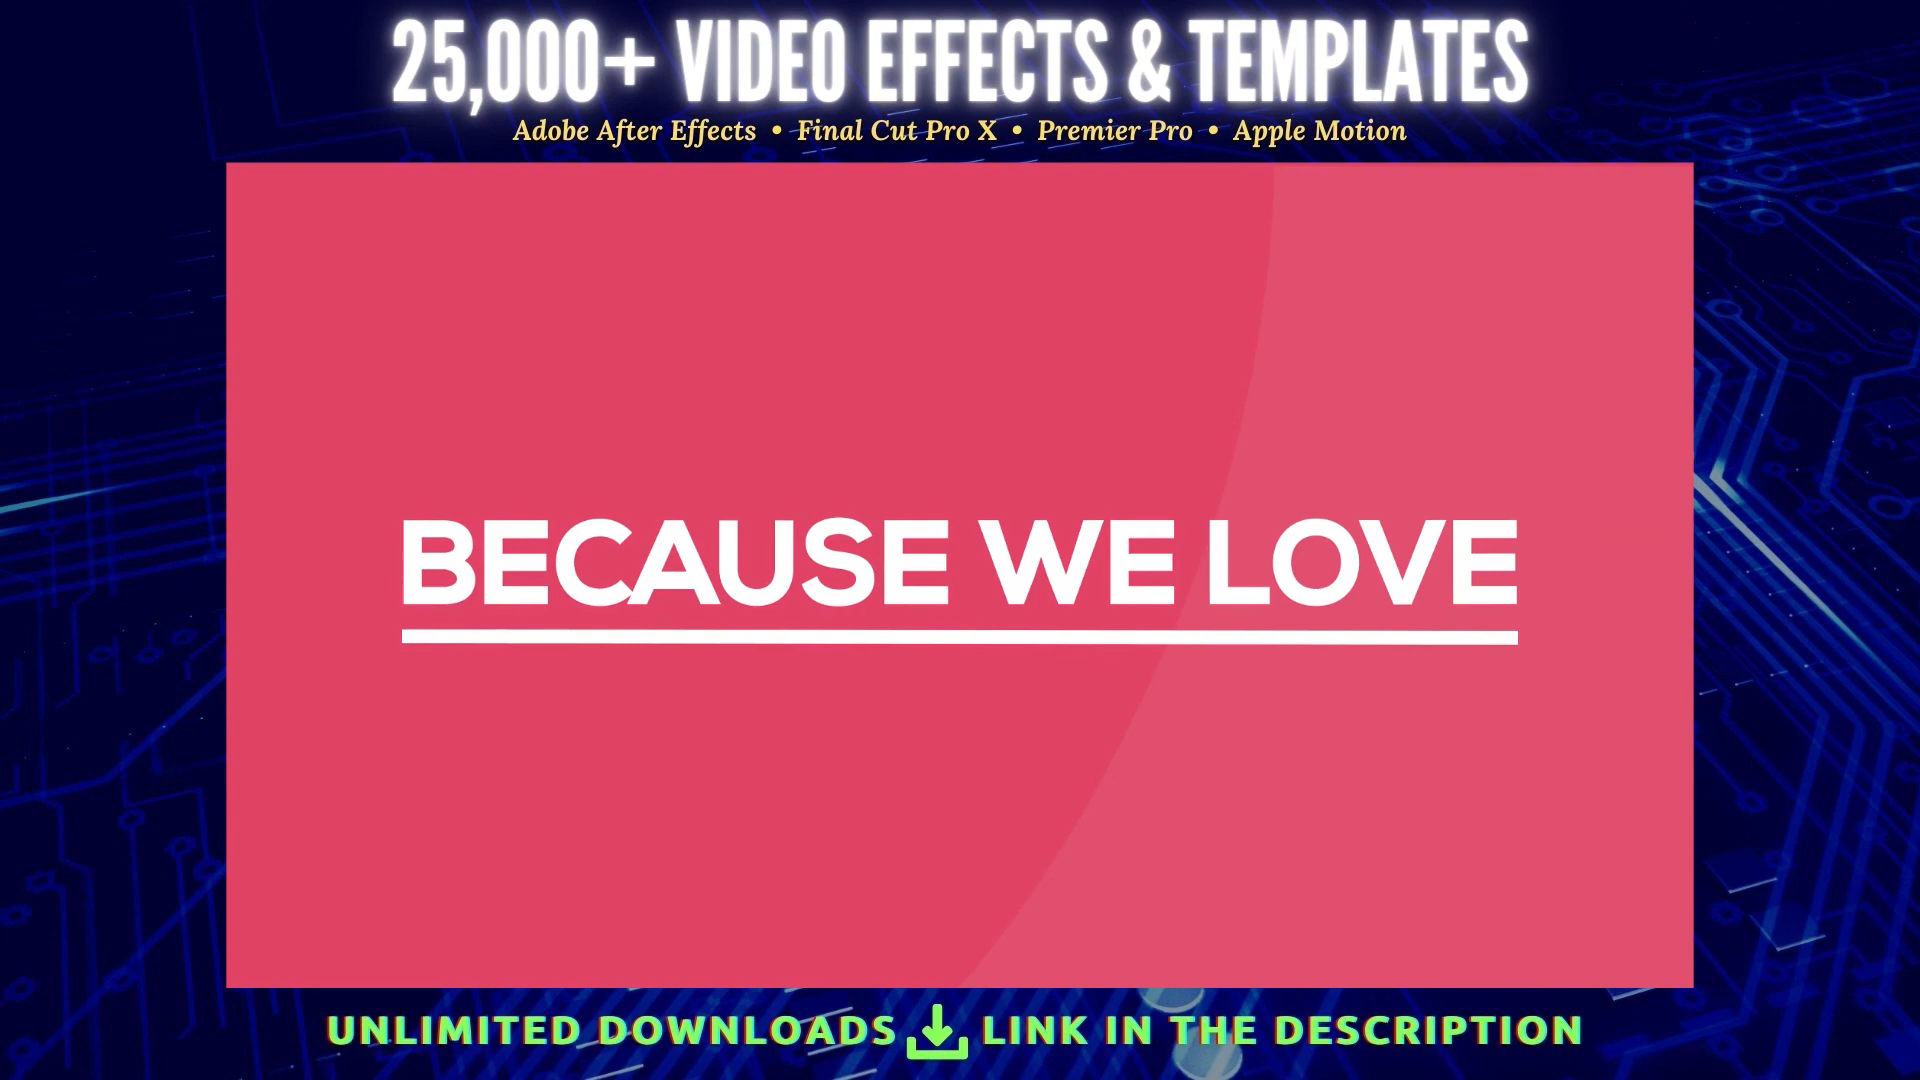 25,000+ VIDEO EFFECTS & TEMPLATES
Adobe After Effects • Final Cut Pro X • Premier Pro • Apple Motion
BECAUSE WE LOVE
UNLIMITED DOWNLOADS LINK IN THE DESCRIPTION